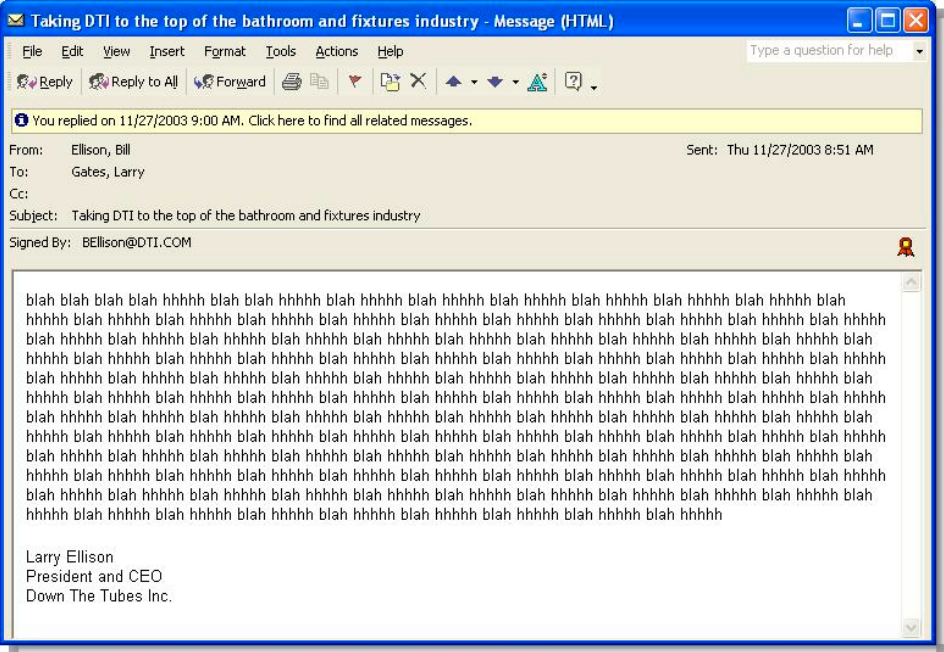 Taking DTI to the top of the bathroom and fixtures industry - Message (HTML)
File Edit View Insert Format Tools Actions Help Type a question for help
Reply Reply to All Forward
You replied on 11/27/2003 9:00 AM. Click here to find all related messages.
From: Ellison, Bill Sent: Thu 11/27/2003 8:51 AM
To: Gates, Larry
Cc:
Subject: Taking DTI to the top of the bathroom and fixtures industry
Signed By: BEllison@DTI.COM
blah blah blah blah hhhhh blah blah hhhhh blah hhhhh blah hhhhh blah hhhhh blah hhhhh blah hhhhh blah hhhhh blah
hhhhh blah hhhhh blah hhhhh blah hhhhh blah hhhhh blah hhhhh blah hhhhh blah hhhhh blah hhhhh blah hhhhh blah hhhhh
blah hhhhh blah hhhhh blah hhhhh blah hhhhh blah hhhhh blah hhhhh blah hhhhh blah hhhhh blah hhhhh blah hhhhh blah
hhhhh blah hhhhh blah hhhhh blah hhhhh blah hhhhh blah hhhhh blah hhhhh blah hhhhh blah hhhhh blah hhhhh blah hhhhh
blah hhhhh blah hhhhh blah hhhhh blah hhhhh blah hhhhh blah hhhhh blah hhhhh blah hhhhh blah hhhhh blah hhhhh blah
hhhhh blah hhhhh blah hhhhh blah hhhhh blah hhhhh blah hhhhh blah hhhhh blah hhhhh blah hhhhh blah hhhhh blah hhhhh
blah hhhhh blah hhhhh blah hhhhh blah hhhhh blah hhhhh blah hhhhh blah hhhhh blah hhhhh blah hhhhh blah hhhhh blah
hhhhh blah hhhhh blah hhhhh blah hhhhh blah hhhhh blah hhhhh blah hhhhh blah hhhhh blah hhhhh blah hhhhh blah hhhhh
blah hhhhh blah hhhhh blah hhhhh blah hhhhh blah hhhhh blah hhhhh blah hhhhh blah hhhhh blah hhhhh blah hhhhh blah
hhhhh blah hhhhh blah hhhhh blah hhhhh blah hhhhh blah hhhhh blah hhhhh blah hhhhh blah hhhhh blah hhhhh blah hhhhh
blah hhhhh blah hhhhh blah hhhhh blah hhhhh blah hhhhh blah hhhhh blah hhhhh blah hhhhh blah hhhhh blah hhhhh blah
hhhhh blah hhhhh blah hhhhh blah hhhhh blah hhhhh blah hhhhh blah hhhhh blah hhhhh blah hhhhh
Larry Ellison
President and CEO
Down The Tubes Inc.